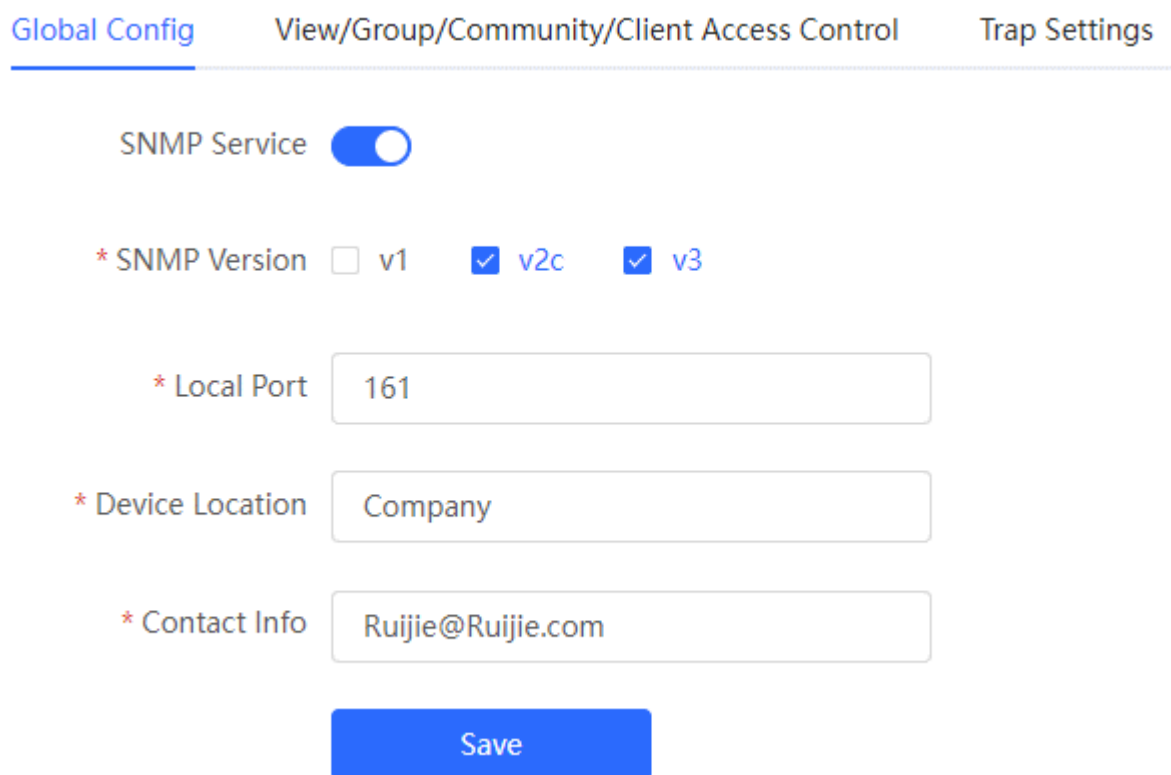 Global Config View/Group/Community/Client Access Control Trap Settings
SNMP Service
* SNMP Version v1 v2c v3
* Local Port 161
* Device Location Company
* Contact Info Ruijie@Ruijie.com
Save